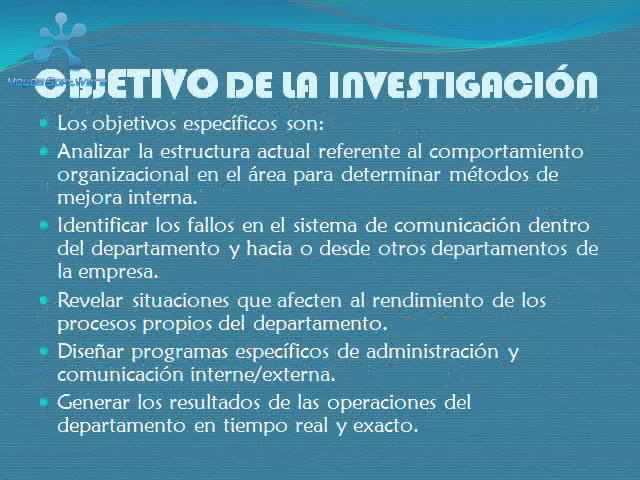 OBJETIVO DE LA INVESTIGACIÓN
Los objetivos específicos son:
Analizar la estructura actual referente al comportamiento
organizacional en el área para determinar métodos de
mejora interna.
Identificar los fallos en el sistema de comunicación dentro
del departamento y hacia o desde otros departamentos de
la empresa.
Revelar situaciones que afecten al rendimiento de los
procesos propios del departamento.
Diseñar programas específicos de administración y
comunicación interne/externa.
Generar los resultados de las operaciones del
departamento en tiempo real y exacto.